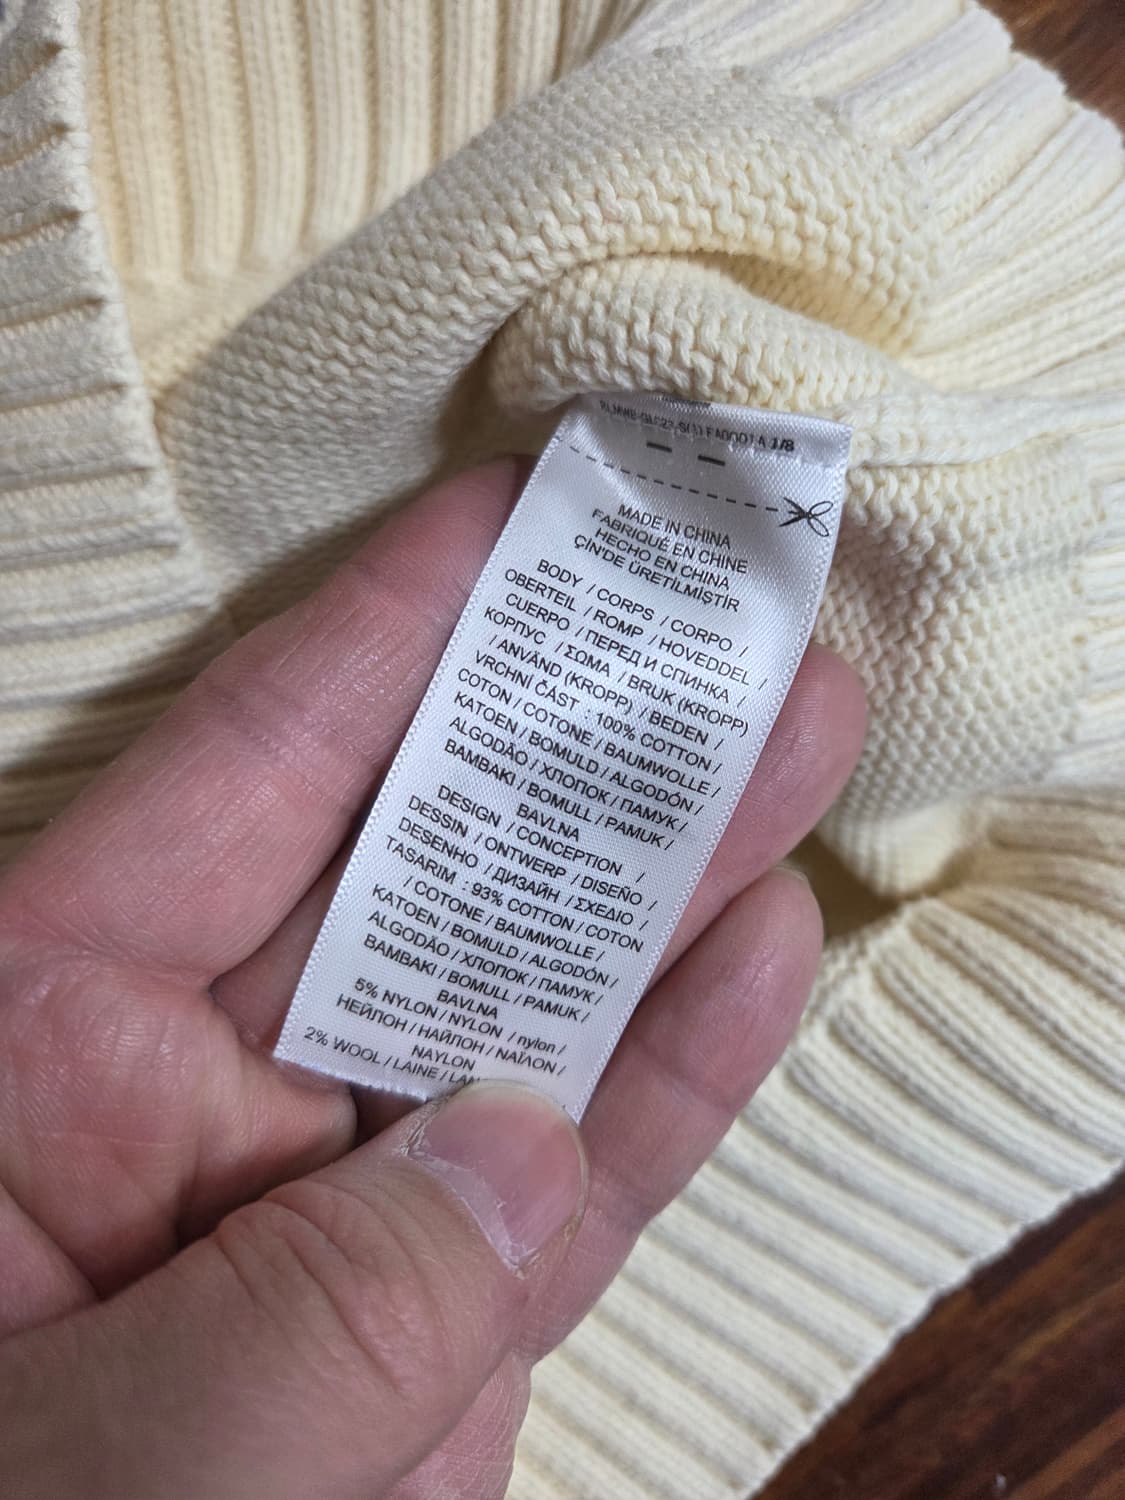 1/8
MADE IN CHINA
FABRIQUÉ EN CHINE
HECHO EN CHINA
ÇİN'DE ÜRETİLMİŞTİR
BODY / CORPS / CORPO /
OBERTEIL / ROMP / HOVEDDEL /
CUERPO / ПЕРЕД И СПИНКА /
КОРПУС / ΣΩΜΑ / BRUK (KROPP)
/ ANVÄND (KROPP) / BEDEN /
VRCHNÍ ČÁST : 100% COTTON /
COTON / COTONE / BAUMWOLLE /
KATOEN / BOMULD / ALGODÓN /
ALGODÃO / ХЛОПОК / ПАМУК /
BAMBAKI / BOMULL / PAMUK /
BAVLNA
DESIGN / CONCEPTION /
DESSIN / ONTWERP / DISEÑO /
DESENHO / ДИЗАЙН / ΣΧΕΔΙΟ /
TASARIM : 93% COTTON / COTON
/ COTONE / BAUMWOLLE /
KATOEN / BOMULD / ALGODÓN /
ALGODÃO / ХЛОПОК / ПАМУК /
BAMBAKI / BOMULL / PAMUK /
BAVLNA
5% NYLON / NYLON / nylon /
НЕЙЛОН / НАЙЛОН / ΝΑΪΛΟΝ /
NAYLON
2% WOOL / LAINE /